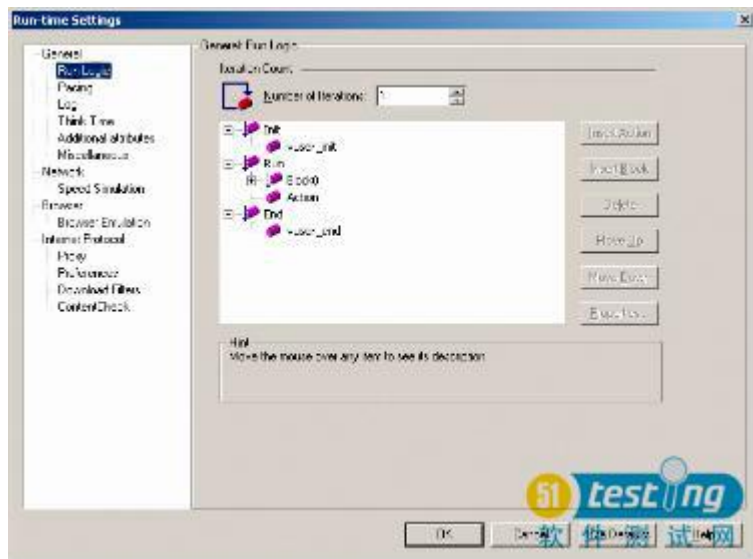 Run-time Settings
General
Run Logic
Pacing
Log
Think Time
Additional attributes
Miscellaneous
Network
Speed Simulation
Browser
Browser Emulation
Internet Protocol
Proxy
Preferences
Download Filters
ContentCheck
General: Run Logic
Iteration Count
Number of Iterations: 1
Init
vuser_init
Run
Block0
Action
End
vuser_end
Insert Action
Insert Block
Delete
Move Up
Move Down
Properties...
Hint
Move the mouse over any item to see its description
OK
Cancel
Use Defaults
Help
51 testing
软件测试网